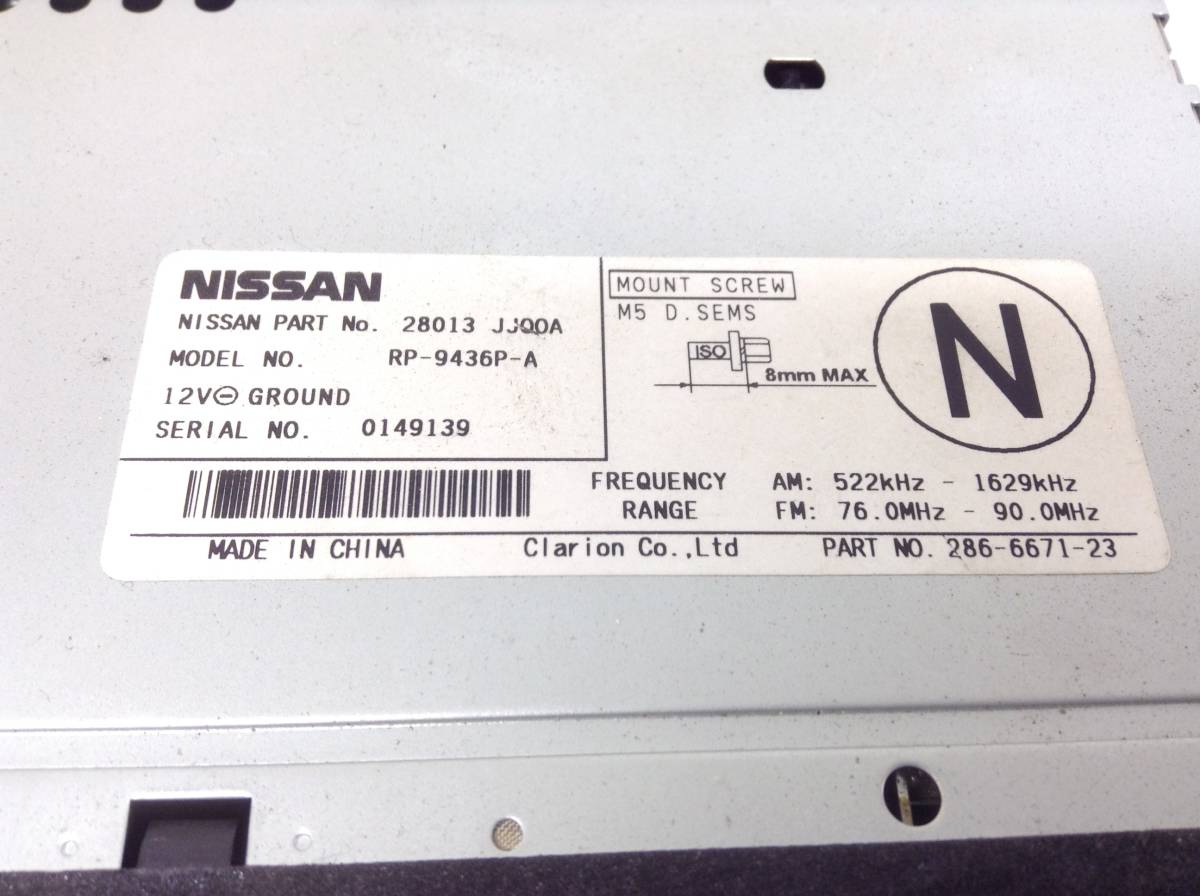 NISSAN
NISSAN PART No. 28013 JJ00A
MODEL NO. RP-9436P-A
12V⊖ GROUND
SERIAL NO. 0149139
MOUNT SCREW
M5 D.SEMS
ISO
8mm MAX
N
FREQUENCY AM: 522kHz - 1629kHz
RANGE FM: 76.0MHz - 90.0MHz
MADE IN CHINA Clarion Co.,Ltd PART NO. 286-6671-23